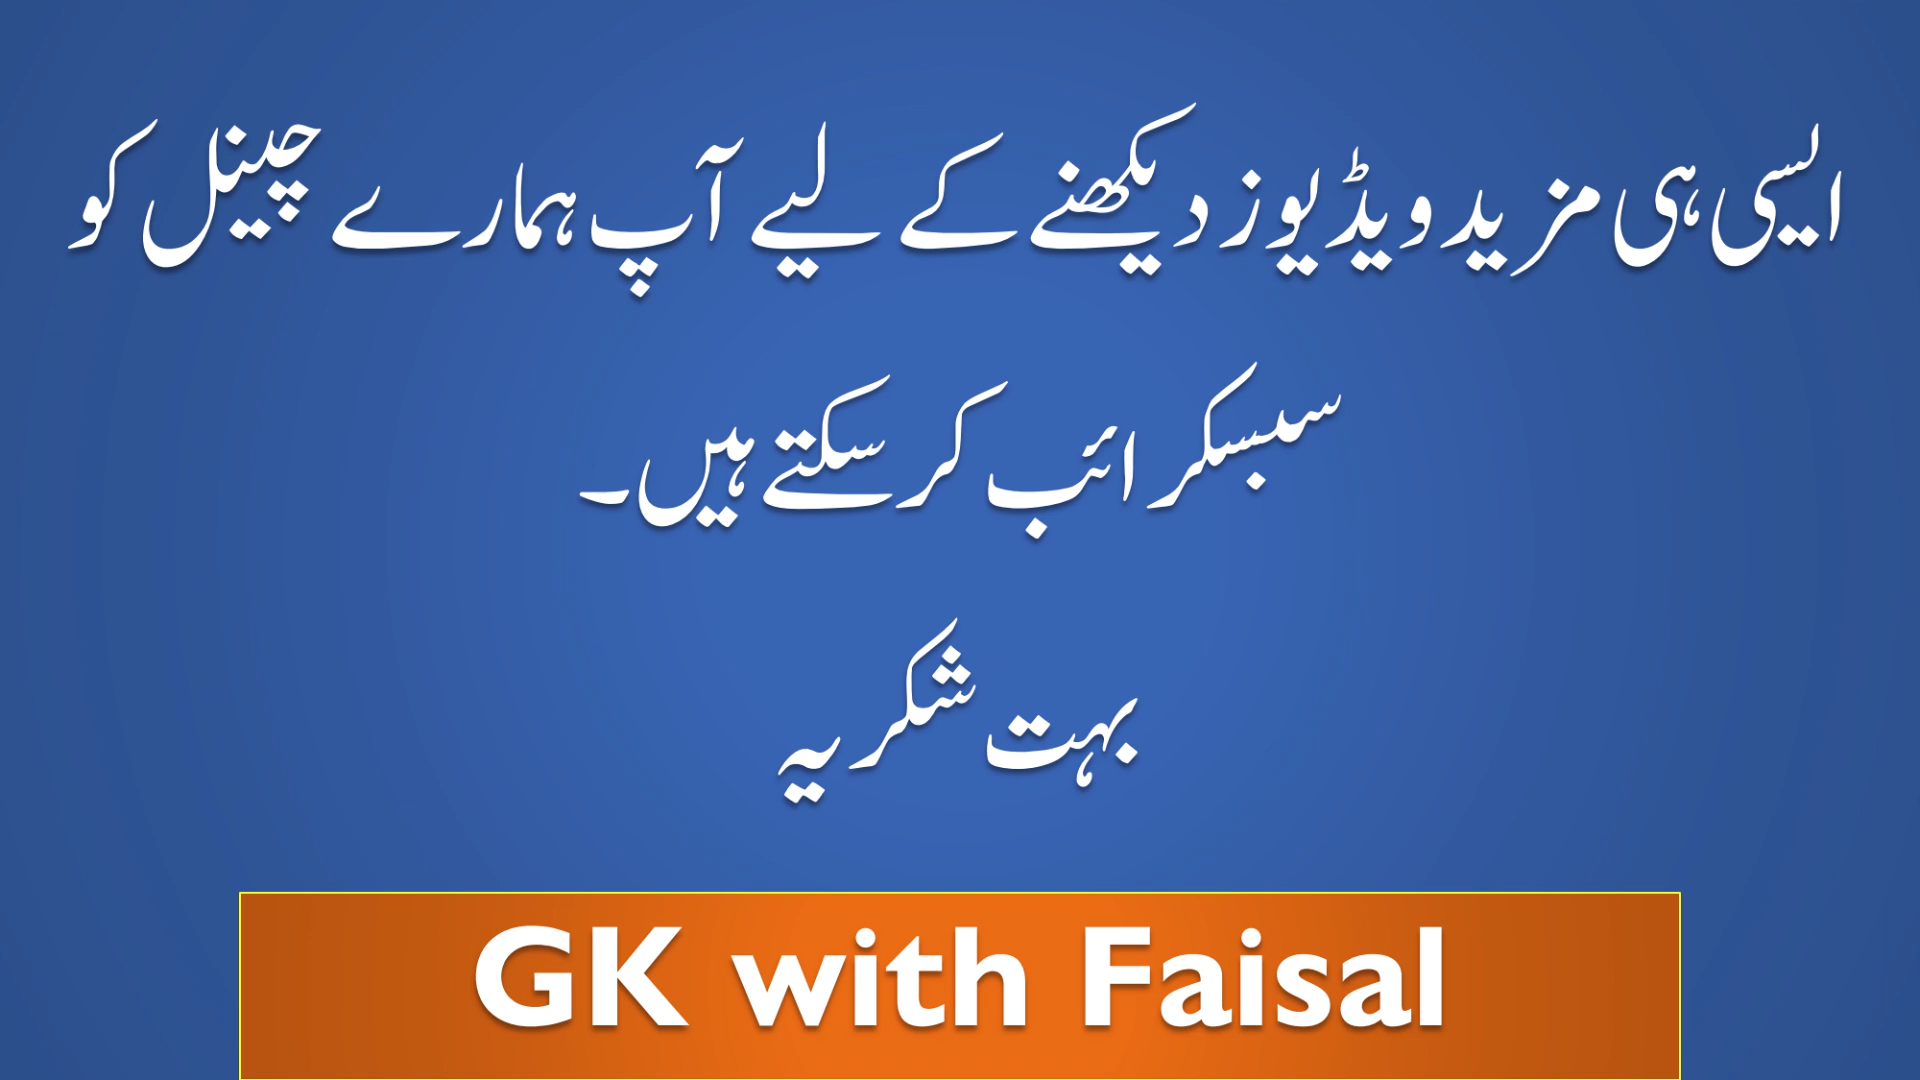 ایسی ہی مزید ویڈیوز دیکھنے کے لیے آپ ہمارے چینل کو
سبسکرائب کر سکتے ہیں۔
بہت شکریہ
GK with Faisal